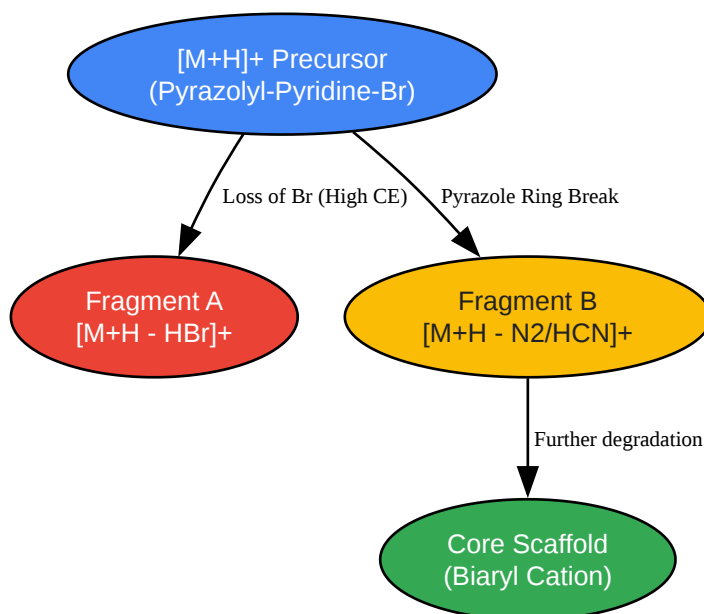 [M+H]+ Precursor
(Pyrazolyl-Pyridine-Br)
Loss of Br (High CE)
Pyrazole Ring Break
Fragment A
[M+H - HBr]+
Fragment B
[M+H - N2/HCN]+
Further degradation
Core Scaffold
(Biaryl Cation)